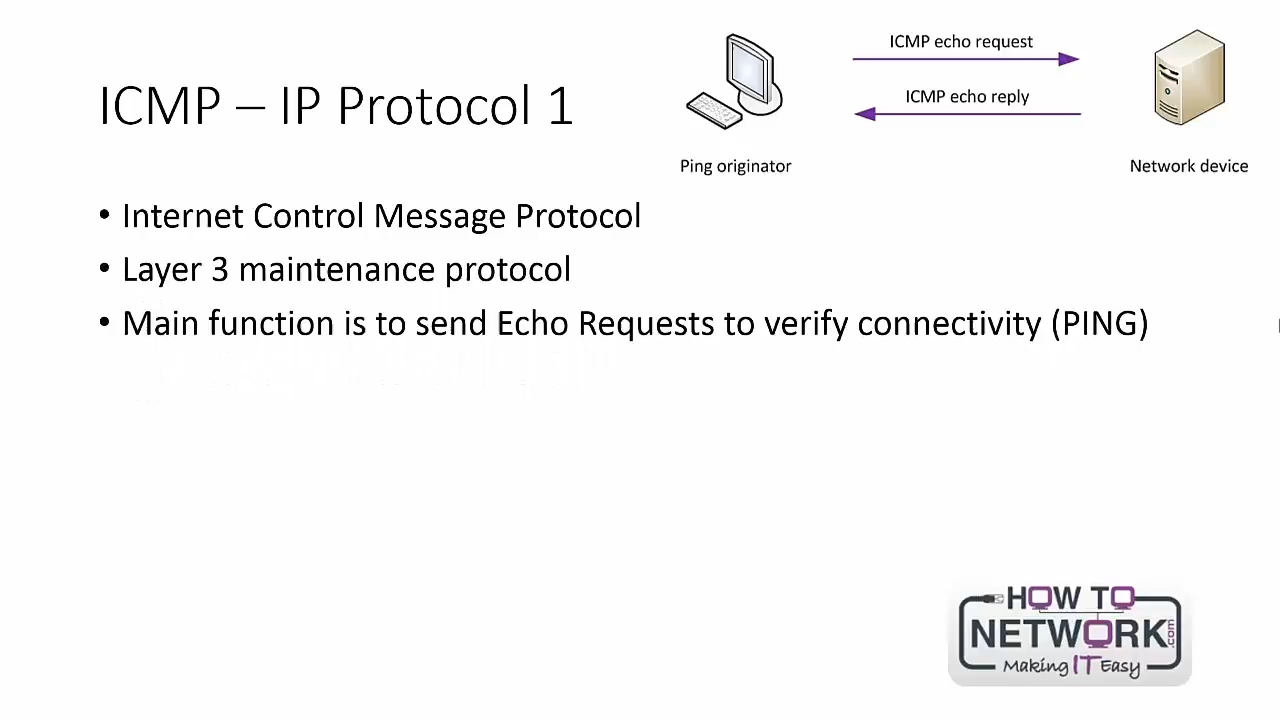 ICMP – IP Protocol 1
ICMP echo request
ICMP echo reply
Ping originator
Network device
• Internet Control Message Protocol
• Layer 3 maintenance protocol
• Main function is to send Echo Requests to verify connectivity (PING)
HOW TO
NETWORK.com
Making IT Easy